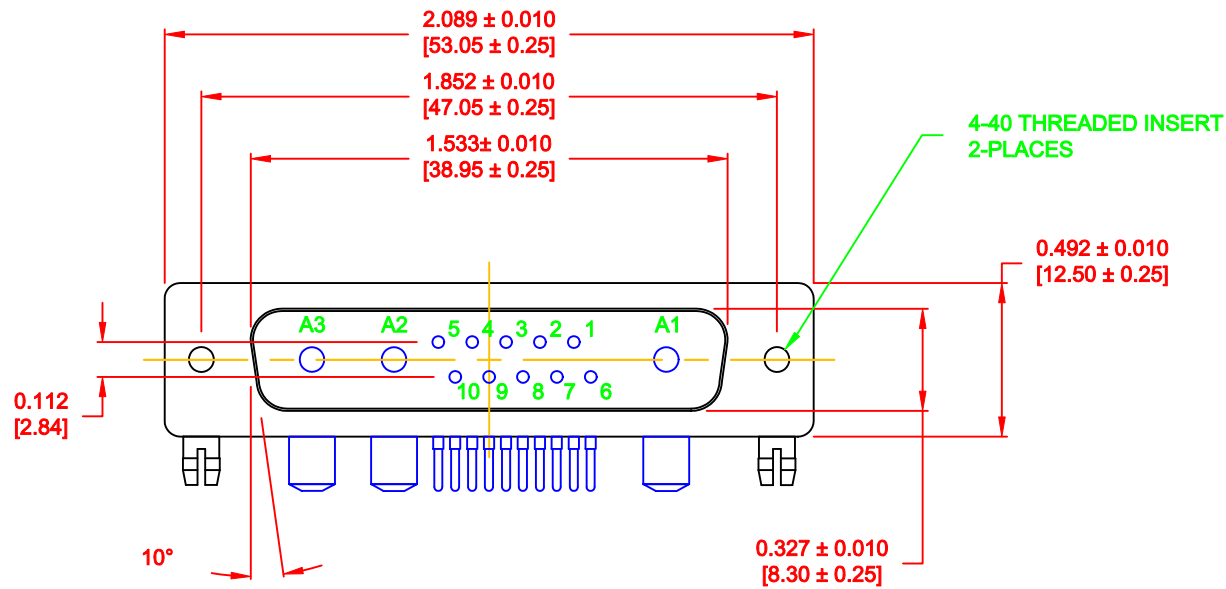 2.089 ± 0.010
[53.05 ± 0.25]
1.852 ± 0.010
[47.05 ± 0.25]
1.533± 0.010
[38.95 ± 0.25]
4-40 THREADED INSERT
2-PLACES
0.492 ± 0.010
[12.50 ± 0.25]
A3 A2 5 4 3 2 1 A1
10 9 8 7 6
0.112
[2.84]
10°
0.327 ± 0.010
[8.30 ± 0.25]